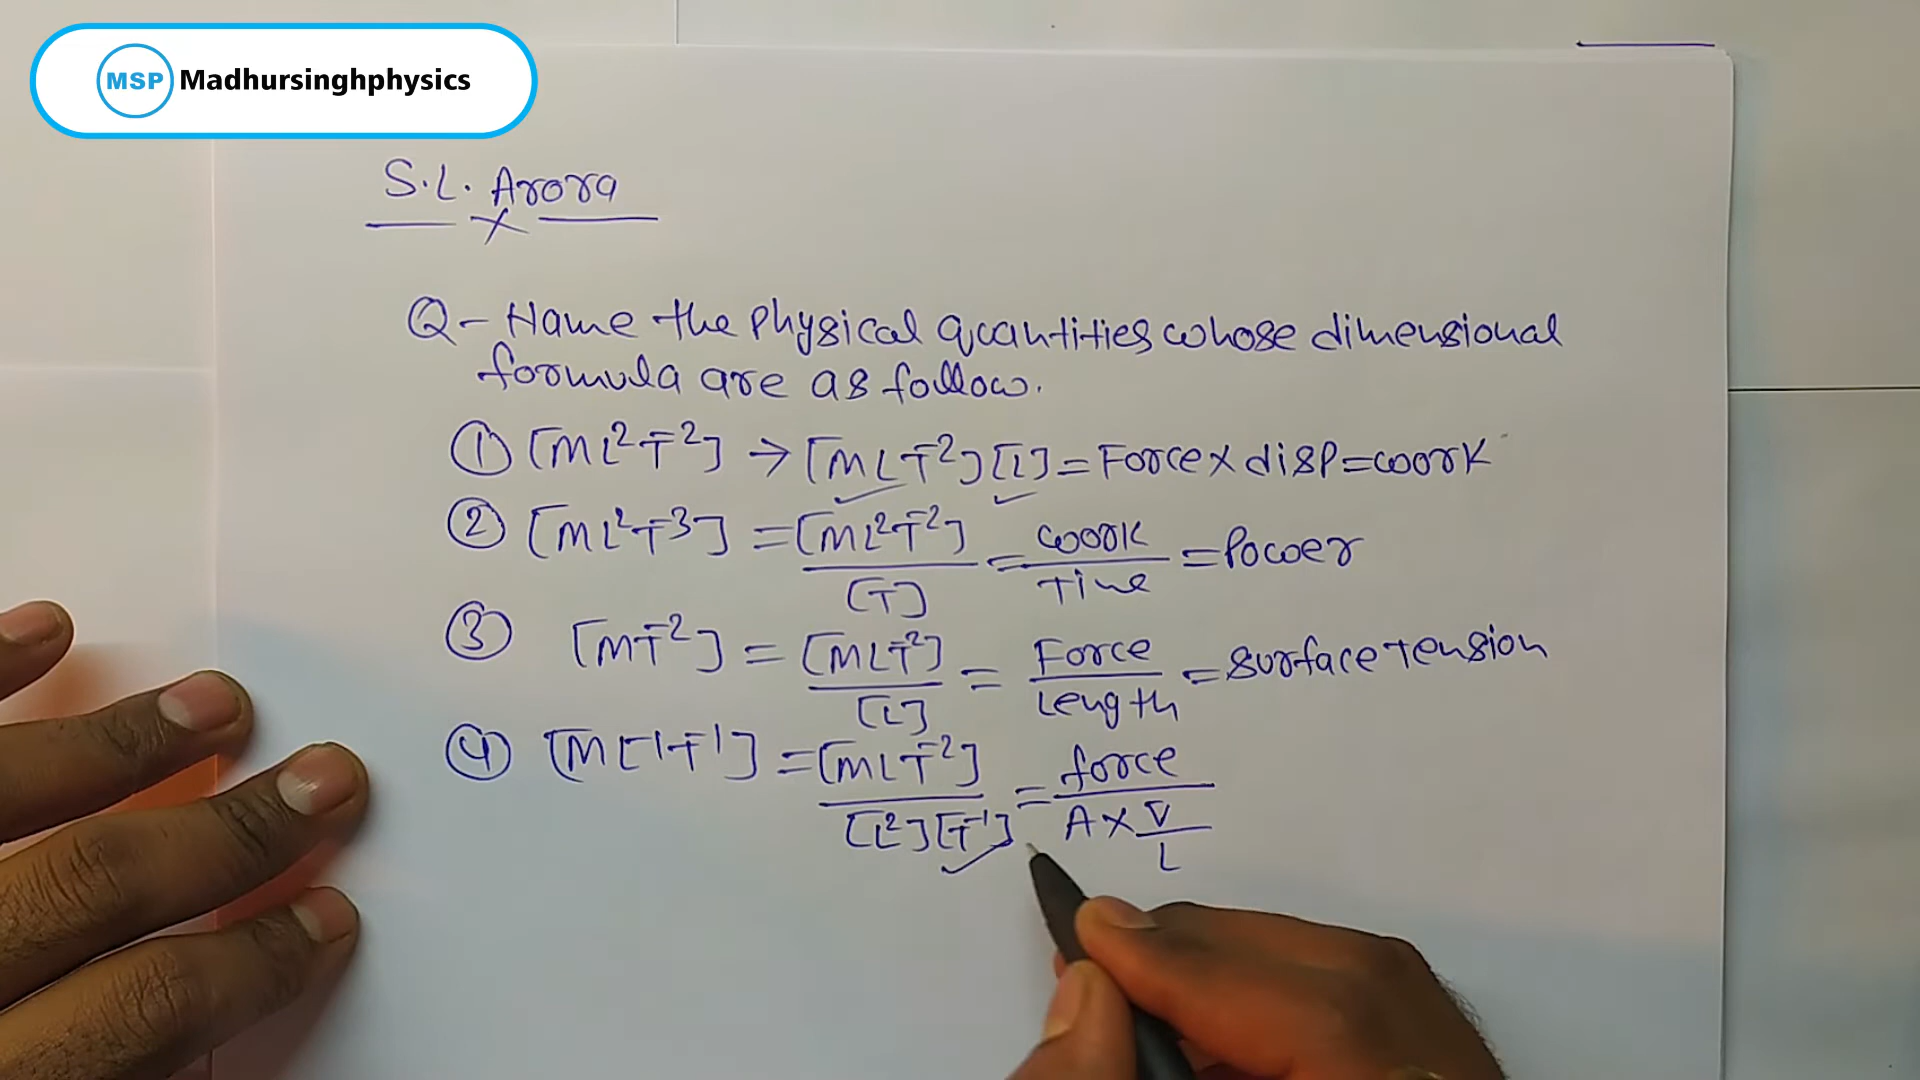 MSP Madhursinghphysics
S.L. Arora
Q - Name the physical quantities whose dimensional
formula are as follow.
① [ML²T⁻²] → [MLT⁻²][L] = Force x disp = work
② [ML²T⁻³] = [ML²T⁻²] / [T] = work / Time = Power
③ [MT⁻²] = [MLT⁻²] / [L] = Force / Length = surface tension
④ [ML⁻¹T⁻¹] = [MLT⁻²] / [L²][T⁻¹] = force / A x V / L